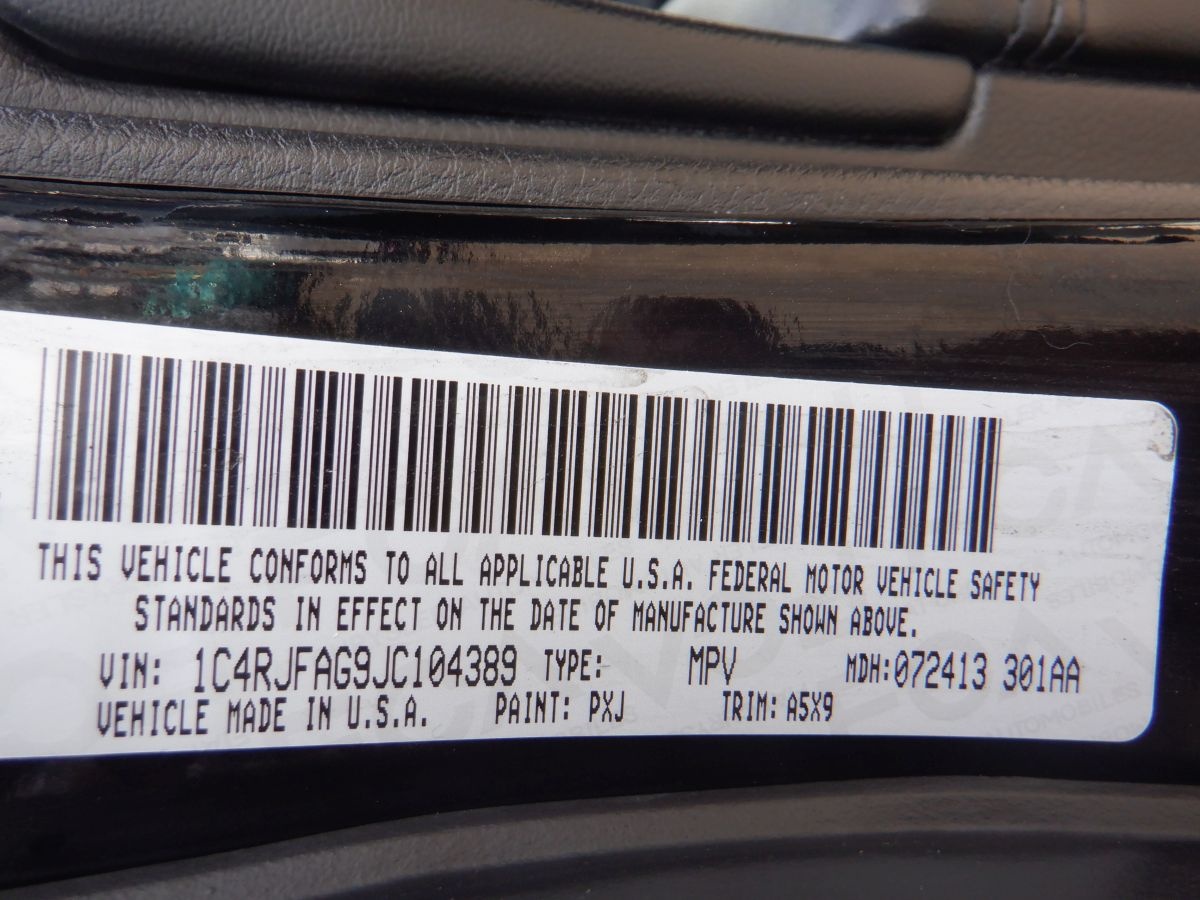 THIS VEHICLE CONFORMS TO ALL APPLICABLE U.S.A. FEDERAL MOTOR VEHICLE SAFETY
STANDARDS IN EFFECT ON THE DATE OF MANUFACTURE SHOWN ABOVE.
VIN: 1C4RJFAG9JC104389 TYPE: MPV MDH:072413 301AA
VEHICLE MADE IN U.S.A. PAINT: PXJ TRIM: A5X9